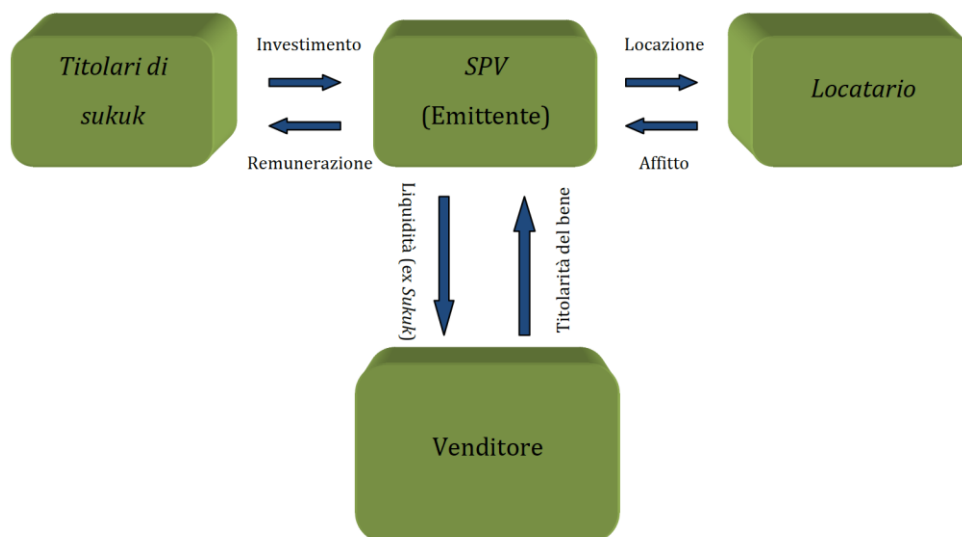 Titolari di
sukuk
Investimento
Remunerazione
SPV
(Emittente)
Locazione
Affitto
Locatario
Liquidità (ex Sukuk)
Titolarità del bene
Venditore